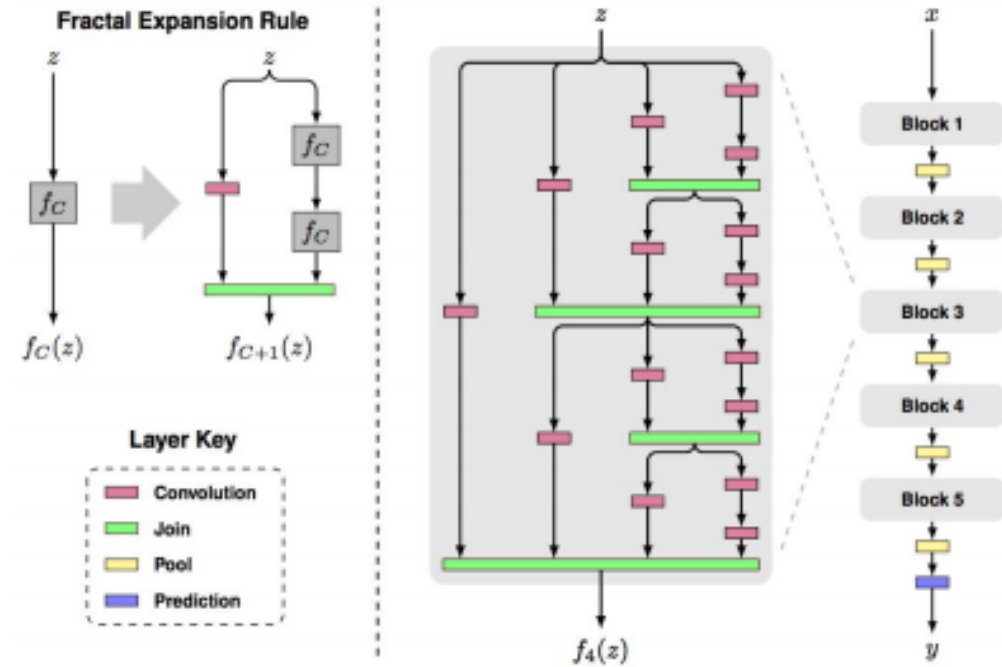 Fractal Expansion Rule
z
z
f_C
f_C
f_C
f_C(z)
f_{C+1}(z)
Layer Key
Convolution
Join
Pool
Prediction
z
f_4(z)
x
Block 1
Block 2
Block 3
Block 4
Block 5
y